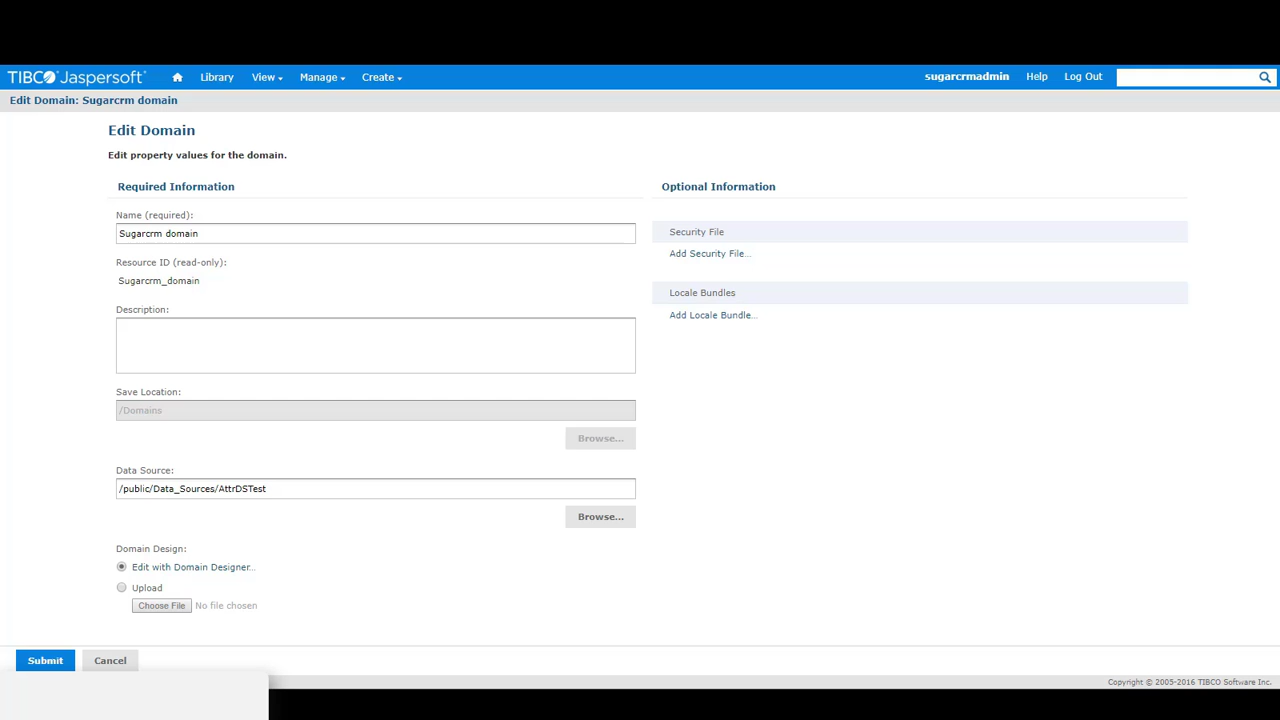 TIBCO Jaspersoft Library View Manage Create sugarcrmadmin Help Log Out
Edit Domain: Sugarcrm domain
Edit Domain
Edit property values for the domain.
Required Information
Name (required):
Sugarcrm domain
Resource ID (read-only):
Sugarcrm_domain
Description:
Save Location:
/Domains
Browse...
Data Source:
/public/Data_Sources/AttrDSTest
Browse...
Domain Design:
Edit with Domain Designer...
Upload
Choose File No file chosen
Optional Information
Security File
Add Security File...
Locale Bundles
Add Locale Bundle...
Submit Cancel
Copyright © 2005-2016 TIBCO Software Inc.